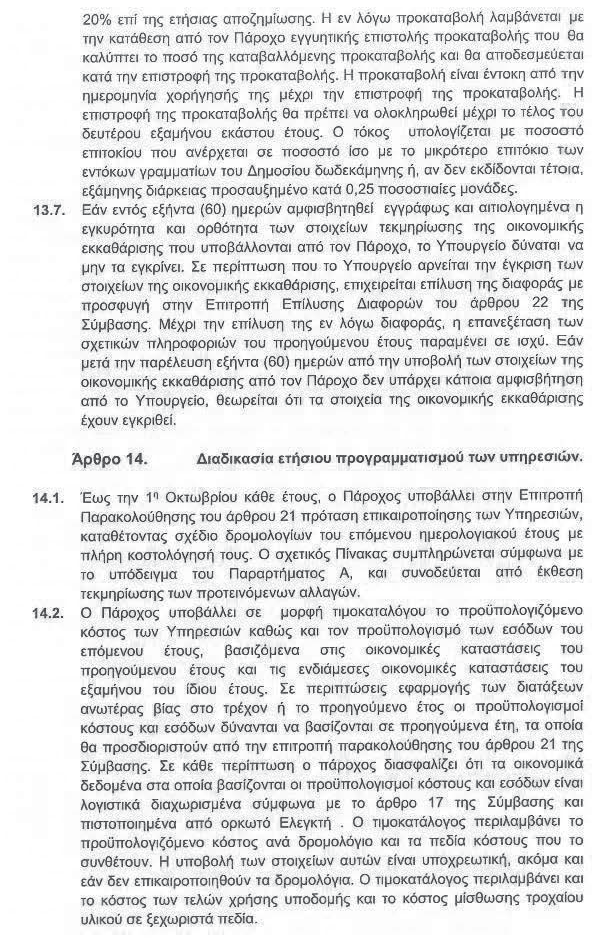 20% επί της ετήσιας αποζημίωσης. Η εν λόγω προκαταβολή λαμβάνεται με
την κατάθεση από τον Πάροχο εγγυητικής επιστολής προκαταβολής που θα
καλύπτει το ποσό της καταβαλλόμενης προκαταβολής και θα αποδεσμεύεται
κατά την επιστροφή της προκαταβολής. Η προκαταβολή είναι έντοκη από την
ημερομηνία χορήγησής της μέχρι την επιστροφή της προκαταβολής. Η
επιστροφή της προκαταβολής θα πρέπει να ολοκληρωθεί μέχρι το τέλος του
δευτέρου εξαμήνου εκάστου έτους. Ο τόκος υπολογίζεται με ποσοστό
επιτοκίου που ανέρχεται σε ποσοστό ίσο με το μικρότερο επιτόκιο των
εντόκων γραμματίων του Δημοσίου δωδεκάμηνης ή, αν δεν εκδίδονται τέτοια,
εξάμηνης διάρκειας προσαυξημένο κατά 0,25 ποσοστιαίες μονάδες.
13.7. Εάν εντός εξήντα (60) ημερών αμφισβητηθεί εγγράφως και αιτιολογημένα η
εγκυρότητα και ορθότητα των στοιχείων τεκμηρίωσης της οικονομικής
εκκαθάρισης που υποβάλλονται από τον Πάροχο, το Υπουργείο δύναται να
μην τα εγκρίνει. Σε περίπτωση που το Υπουργείο αρνείται την έγκριση των
στοιχείων της οικονομικής εκκαθάρισης, επιχειρείται επίλυση της διαφοράς με
προσφυγή στην Επιτροπή Επίλυσης Διαφορών του άρθρου 22 της
Σύμβασης. Μέχρι την επίλυση της εν λόγω διαφοράς, η επανεξέταση των
σχετικών πληροφοριών του προηγούμενου έτους παραμένει σε ισχύ. Εάν
μετά την παρέλευση εξήντα (60) ημερών από την υποβολή των στοιχείων της
οικονομικής εκκαθάρισης από τον Πάροχο δεν υπάρχει κάποια αμφισβήτηση
από το Υπουργείο, θεωρείται ότι τα στοιχεία της οικονομικής εκκαθάρισης
έχουν εγκριθεί.
Άρθρο 14. Διαδικασία ετήσιου προγραμματισμού των υπηρεσιών.
14.1. Έως την 1η Οκτωβρίου κάθε έτους, ο Πάροχος υποβάλλει στην Επιτροπή
Παρακολούθησης του άρθρου 21 πρόταση επικαιροποίησης των Υπηρεσιών,
καταθέτοντας σχέδιο δρομολογίων του επόμενου ημερολογιακού έτους με
πλήρη κοστολόγησή τους. Ο σχετικός Πίνακας συμπληρώνεται σύμφωνα με
το υπόδειγμα του Παραρτήματος Α, και συνοδεύεται από έκθεση
τεκμηρίωσης των προτεινόμενων αλλαγών.
14.2. Ο Πάροχος υποβάλλει σε μορφή τιμοκαταλόγου το προϋπολογιζόμενο
κόστος των Υπηρεσιών καθώς και τον προϋπολογισμό των εσόδων του
επόμενου έτους, βασιζόμενα στις οικονομικές καταστάσεις του
προηγούμενου έτους και τις ενδιάμεσες οικονομικές καταστάσεις του
εξαμήνου του ίδιου έτους. Σε περιπτώσεις εφαρμογής των διατάξεων
ανωτέρας βίας στο τρέχον ή το προηγούμενο έτος οι προϋπολογισμοί
κόστους και εσόδων δύνανται να βασίζονται σε προηγούμενα έτη, τα οποία
θα προσδιοριστούν από την επιτροπή παρακολούθησης του άρθρου 21 της
Σύμβασης. Σε κάθε περίπτωση ο πάροχος διασφαλίζει ότι τα οικονομικά
δεδομένα στα οποία βασίζονται οι προϋπολογισμοί κόστους και εσόδων είναι
λογιστικά διαχωρισμένα σύμφωνα με το άρθρο 17 της Σύμβασης και
πιστοποιημένα από ορκωτό Ελεγκτή . Ο τιμοκατάλογος περιλαμβάνει το
προϋπολογιζόμενο κόστος ανά δρομολόγιο και τα πεδία κόστους που το
συνθέτουν. Η υποβολή των στοιχείων αυτών είναι υποχρεωτική, ακόμα και
εάν δεν επικαιροποιηθούν τα δρομολόγια. Ο τιμοκατάλογος περιλαμβάνει και
το κόστος των τελών χρήσης υποδομής και το κόστος μίσθωσης τροχαίου
υλικού σε ξεχωριστά πεδία.